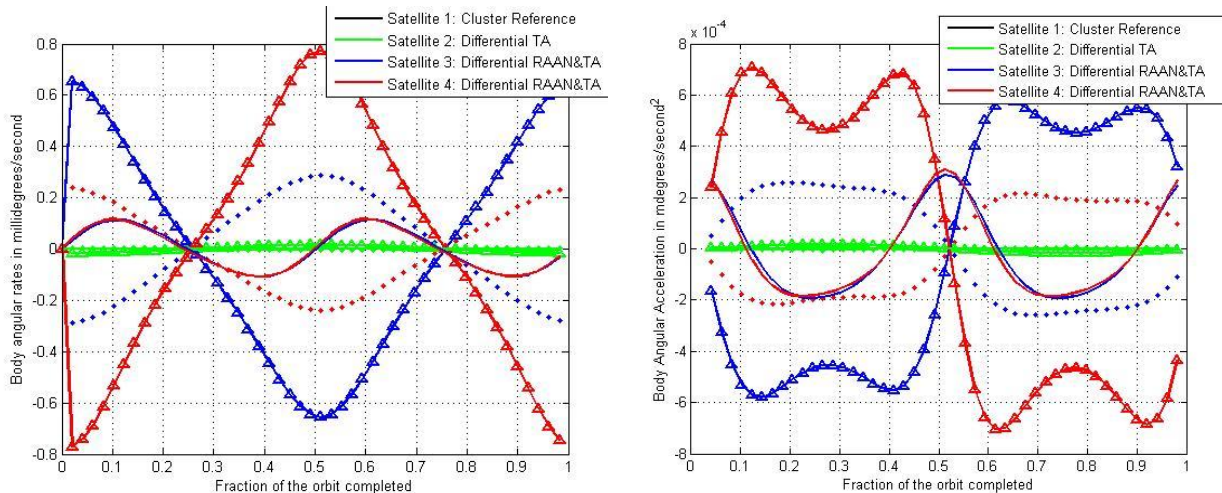 Satellite 1: Cluster Reference
Satellite 2: Differential TA
Satellite 3: Differential RAAN&TA
Satellite 4: Differential RAAN&TA
0.8
0.6
0.4
0.2
0
-0.2
-0.4
-0.6
-0.8
Body angular rates in millidegrees/second
0 0.1 0.2 0.3 0.4 0.5 0.6 0.7 0.8 0.9 1
Fraction of the orbit completed
x 10⁻⁴
Satellite 1: Cluster Reference
Satellite 2: Differential TA
Satellite 3: Differential RAAN&TA
Satellite 4: Differential RAAN&TA
8
6
4
2
0
-2
-4
-6
-8
Body Angular Acceleration in mdegrees/second²
0 0.1 0.2 0.3 0.4 0.5 0.6 0.7 0.8 0.9 1
Fraction of the orbit completed